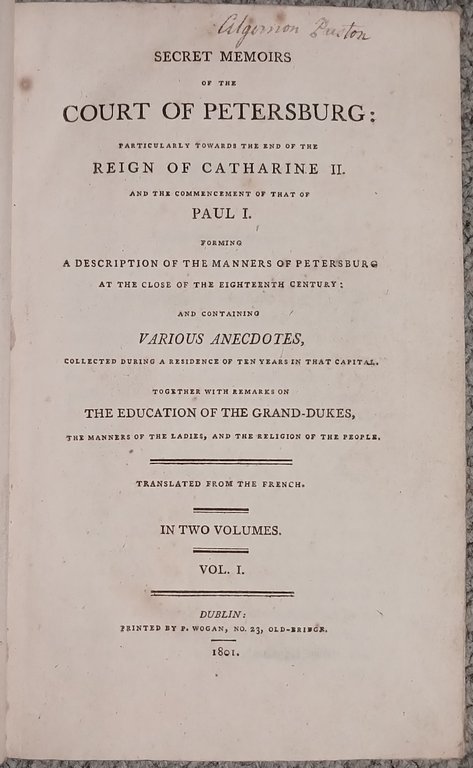 Algernon Preston
SECRET MEMOIRS
OF THE
COURT OF PETERSBURG:
PARTICULARLY TOWARDS THE END OF THE
REIGN OF CATHARINE II.
AND THE COMMENCEMENT OF THAT OF
PAUL I.
FORMING
A DESCRIPTION OF THE MANNERS OF PETERSBURG
AT THE CLOSE OF THE EIGHTEENTH CENTURY:
AND CONTAINING
VARIOUS ANECDOTES,
COLLECTED DURING A RESIDENCE OF TEN YEARS IN THAT CAPITAL.
TOGETHER WITH REMARKS ON
THE EDUCATION OF THE GRAND-DUKES,
THE MANNERS OF THE LADIES, AND THE RELIGION OF THE PEOPLE.
TRANSLATED FROM THE FRENCH.
IN TWO VOLUMES.
VOL. I.
DUBLIN:
PRINTED BY P. WOGAN, NO. 23, OLD-BRIDGE.
1801.